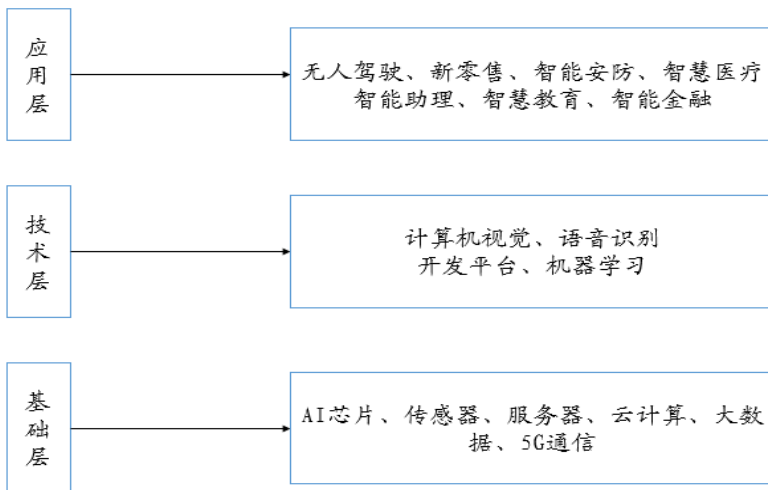 应用层
无人驾驶、新零售、智能安防、智慧医疗
智能助理、智慧教育、智能金融
技术层
计算机视觉、语音识别
开发平台、机器学习
基础层
AI芯片、传感器、服务器、云计算、大数
据、5G通信